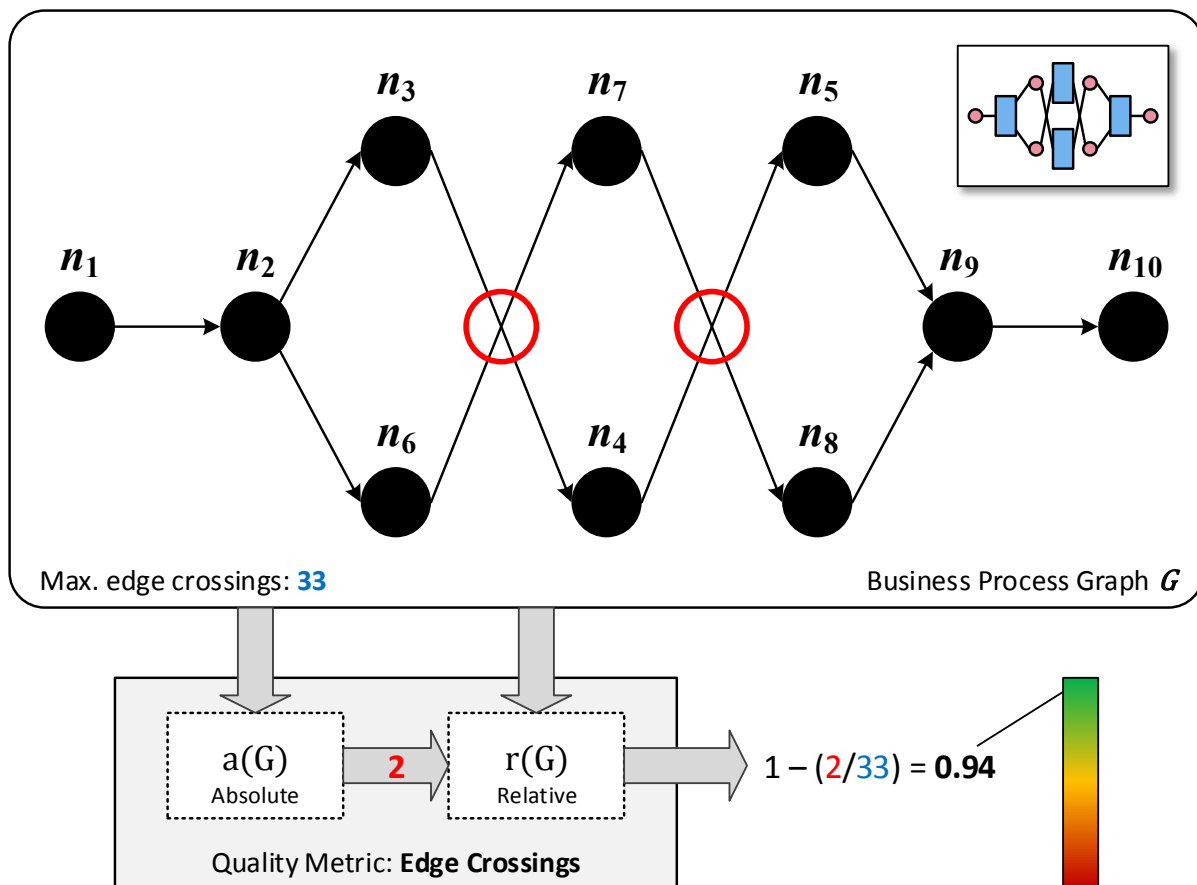 n3 n7 n5
n1 n2 n9 n10
n6 n4 n8
Max. edge crossings: 33 Business Process Graph G
a(G) 2 r(G) 1 – (2/33) = 0.94
Absolute Relative
Quality Metric: Edge Crossings